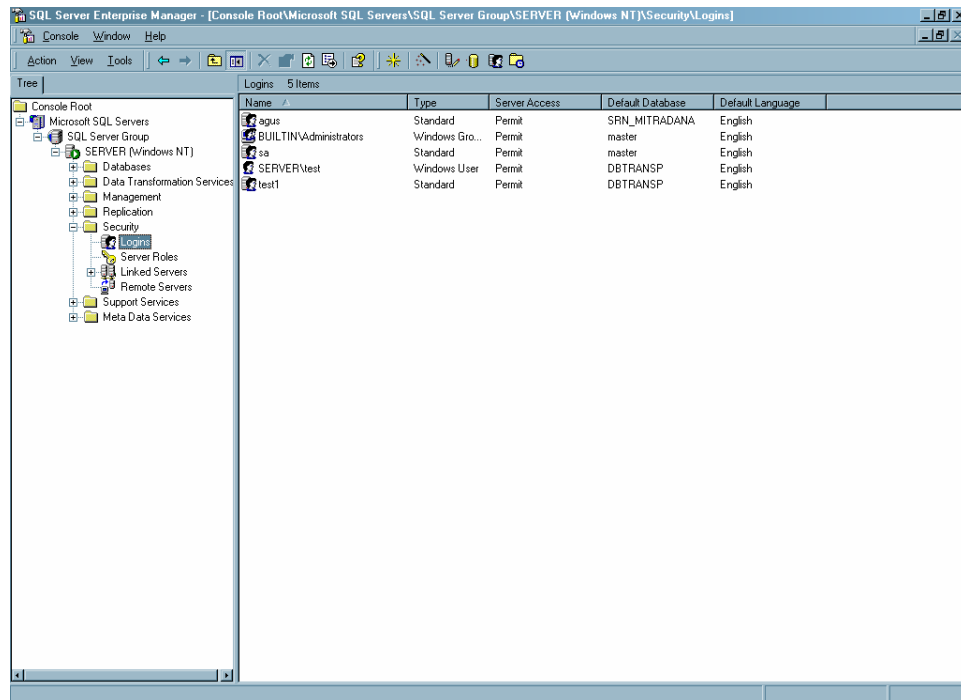 SQL Server Enterprise Manager - [Console Root\Microsoft SQL Servers\SQL Server Group\SERVER (Windows NT)\Security\Logins]
Console Window Help
Action View Tools
Tree
Logins 5 Items
Console Root
Microsoft SQL Servers
SQL Server Group
SERVER (Windows NT)
Databases
Data Transformation Services
Management
Replication
Security
Logins
Server Roles
Linked Servers
Remote Servers
Support Services
Meta Data Services
Name Type Server Access Default Database Default Language
agus Standard Permit SRN_MITRADANA English
BUILTIN\Administrators Windows Gro... Permit master English
sa Standard Permit master English
SERVER\test Windows User Permit DBTRANSP English
test1 Standard Permit DBTRANSP English